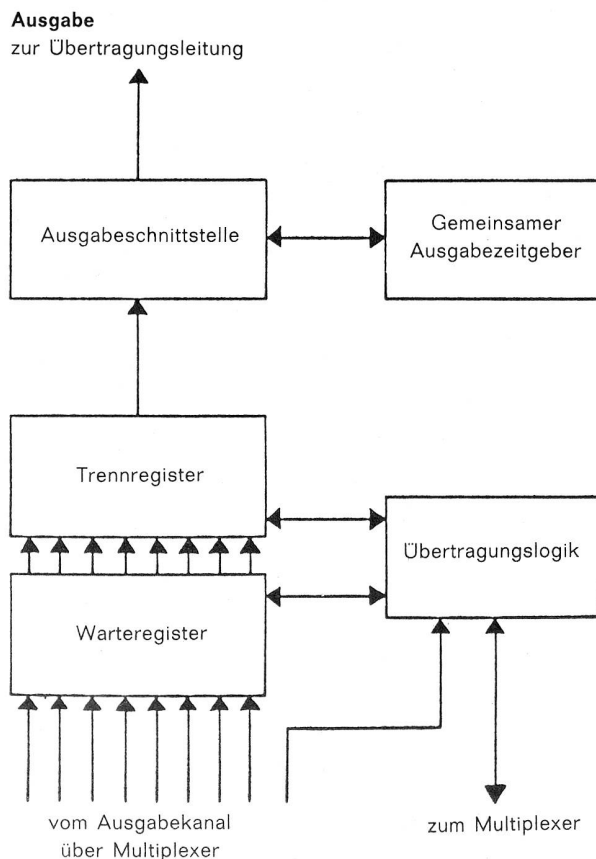 Ausgabe
zur Übertragungsleitung
Ausgabeschnittstelle
Gemeinsamer
Ausgabezeitgeber
Trennregister
Übertragungslogik
Warteregister
vom Ausgabekanal
über Multiplexer
zum Multiplexer